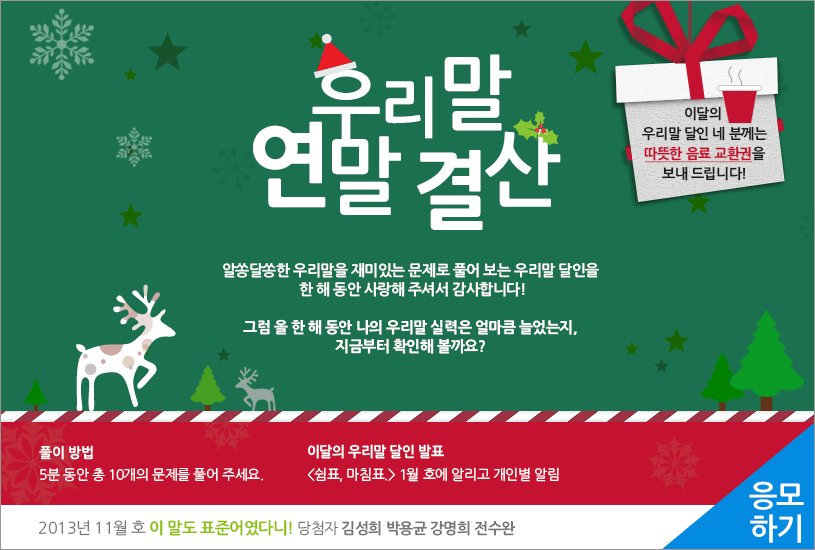 우리말
연말 결산
이달의
우리말 달인 네 분께는
따뜻한 음료 교환권을
보내 드립니다!
알쏭달쏭한 우리말을 재미있는 문제로 풀어 보는 우리말 달인을
한 해 동안 사랑해 주셔서 감사합니다!
그럼 올 한 해 동안 나의 우리말 실력은 얼마큼 늘었는지,
지금부터 확인해 볼까요?
풀이 방법
5분 동안 총 10개의 문제를 풀어 주세요.
이달의 우리말 달인 발표
<쉼표, 마침표.> 1월 호에 알리고 개인별 알림
응모
하기
2013년 11월 호 이 말도 표준어였다니! 당첨자 김성희 박용균 강명희 전수완